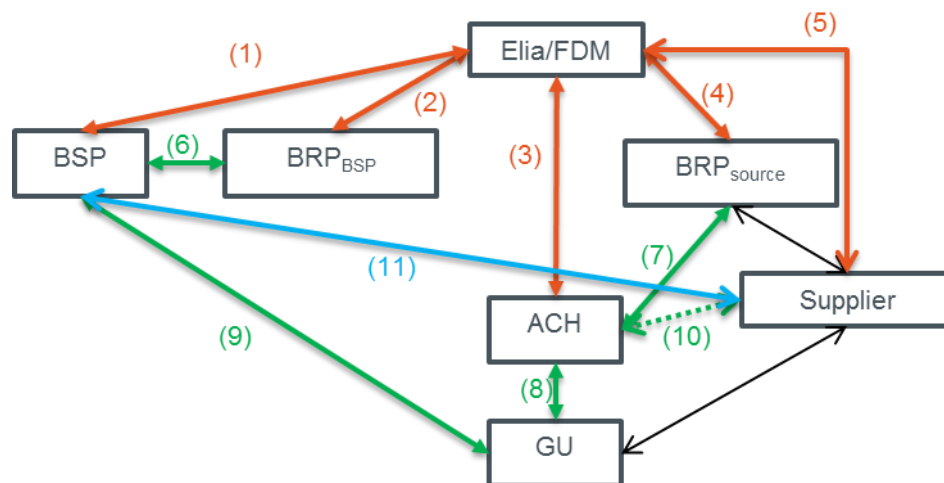 (5)
(1)
Elia/FDM
(2)
(4)
BSP
(6)
BRP_BSP
(3)
BRP_source
(7)
(11)
Supplier
ACH
(10)
(9)
(8)
GU